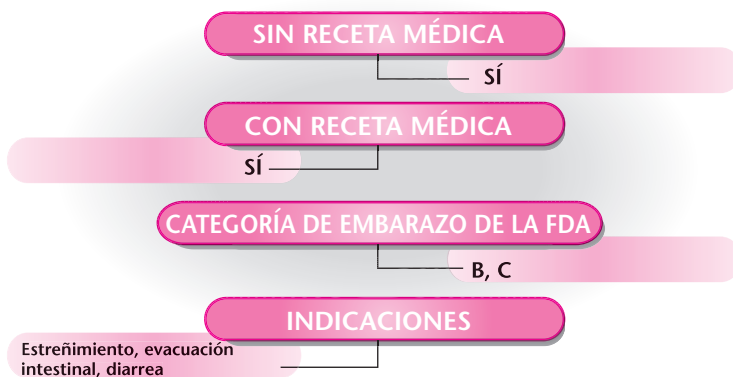 SIN RECETA MÉDICA
SÍ
CON RECETA MÉDICA
SÍ
CATEGORÍA DE EMBARAZO DE LA FDA
B, C
INDICACIONES
Estreñimiento, evacuación
intestinal, diarrea